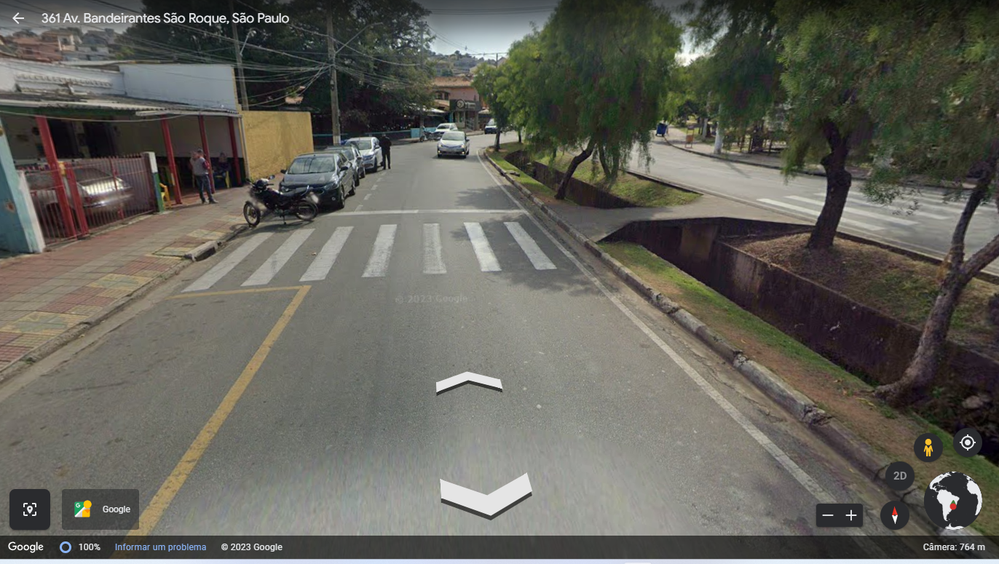 361 Av. Bandeirantes São Roque, São Paulo
© 2023 Google
Google
2D
Google
100%
Informar um problema
© 2023 Google
Câmera: 764 m